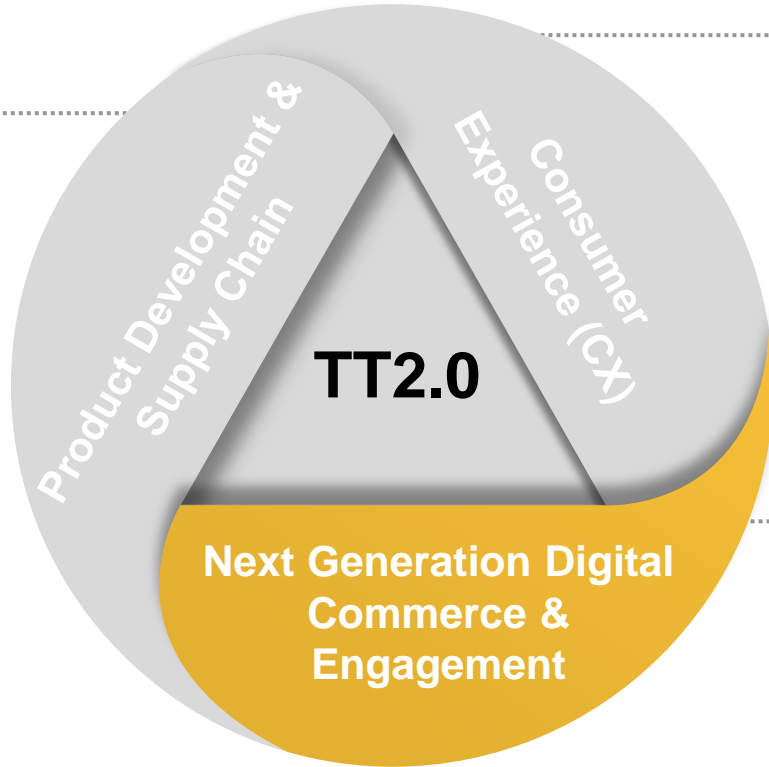 Product Development &
Supply Chain
Consumer
Experience (CX)
TT2.0
Next Generation Digital
Commerce &
Engagement